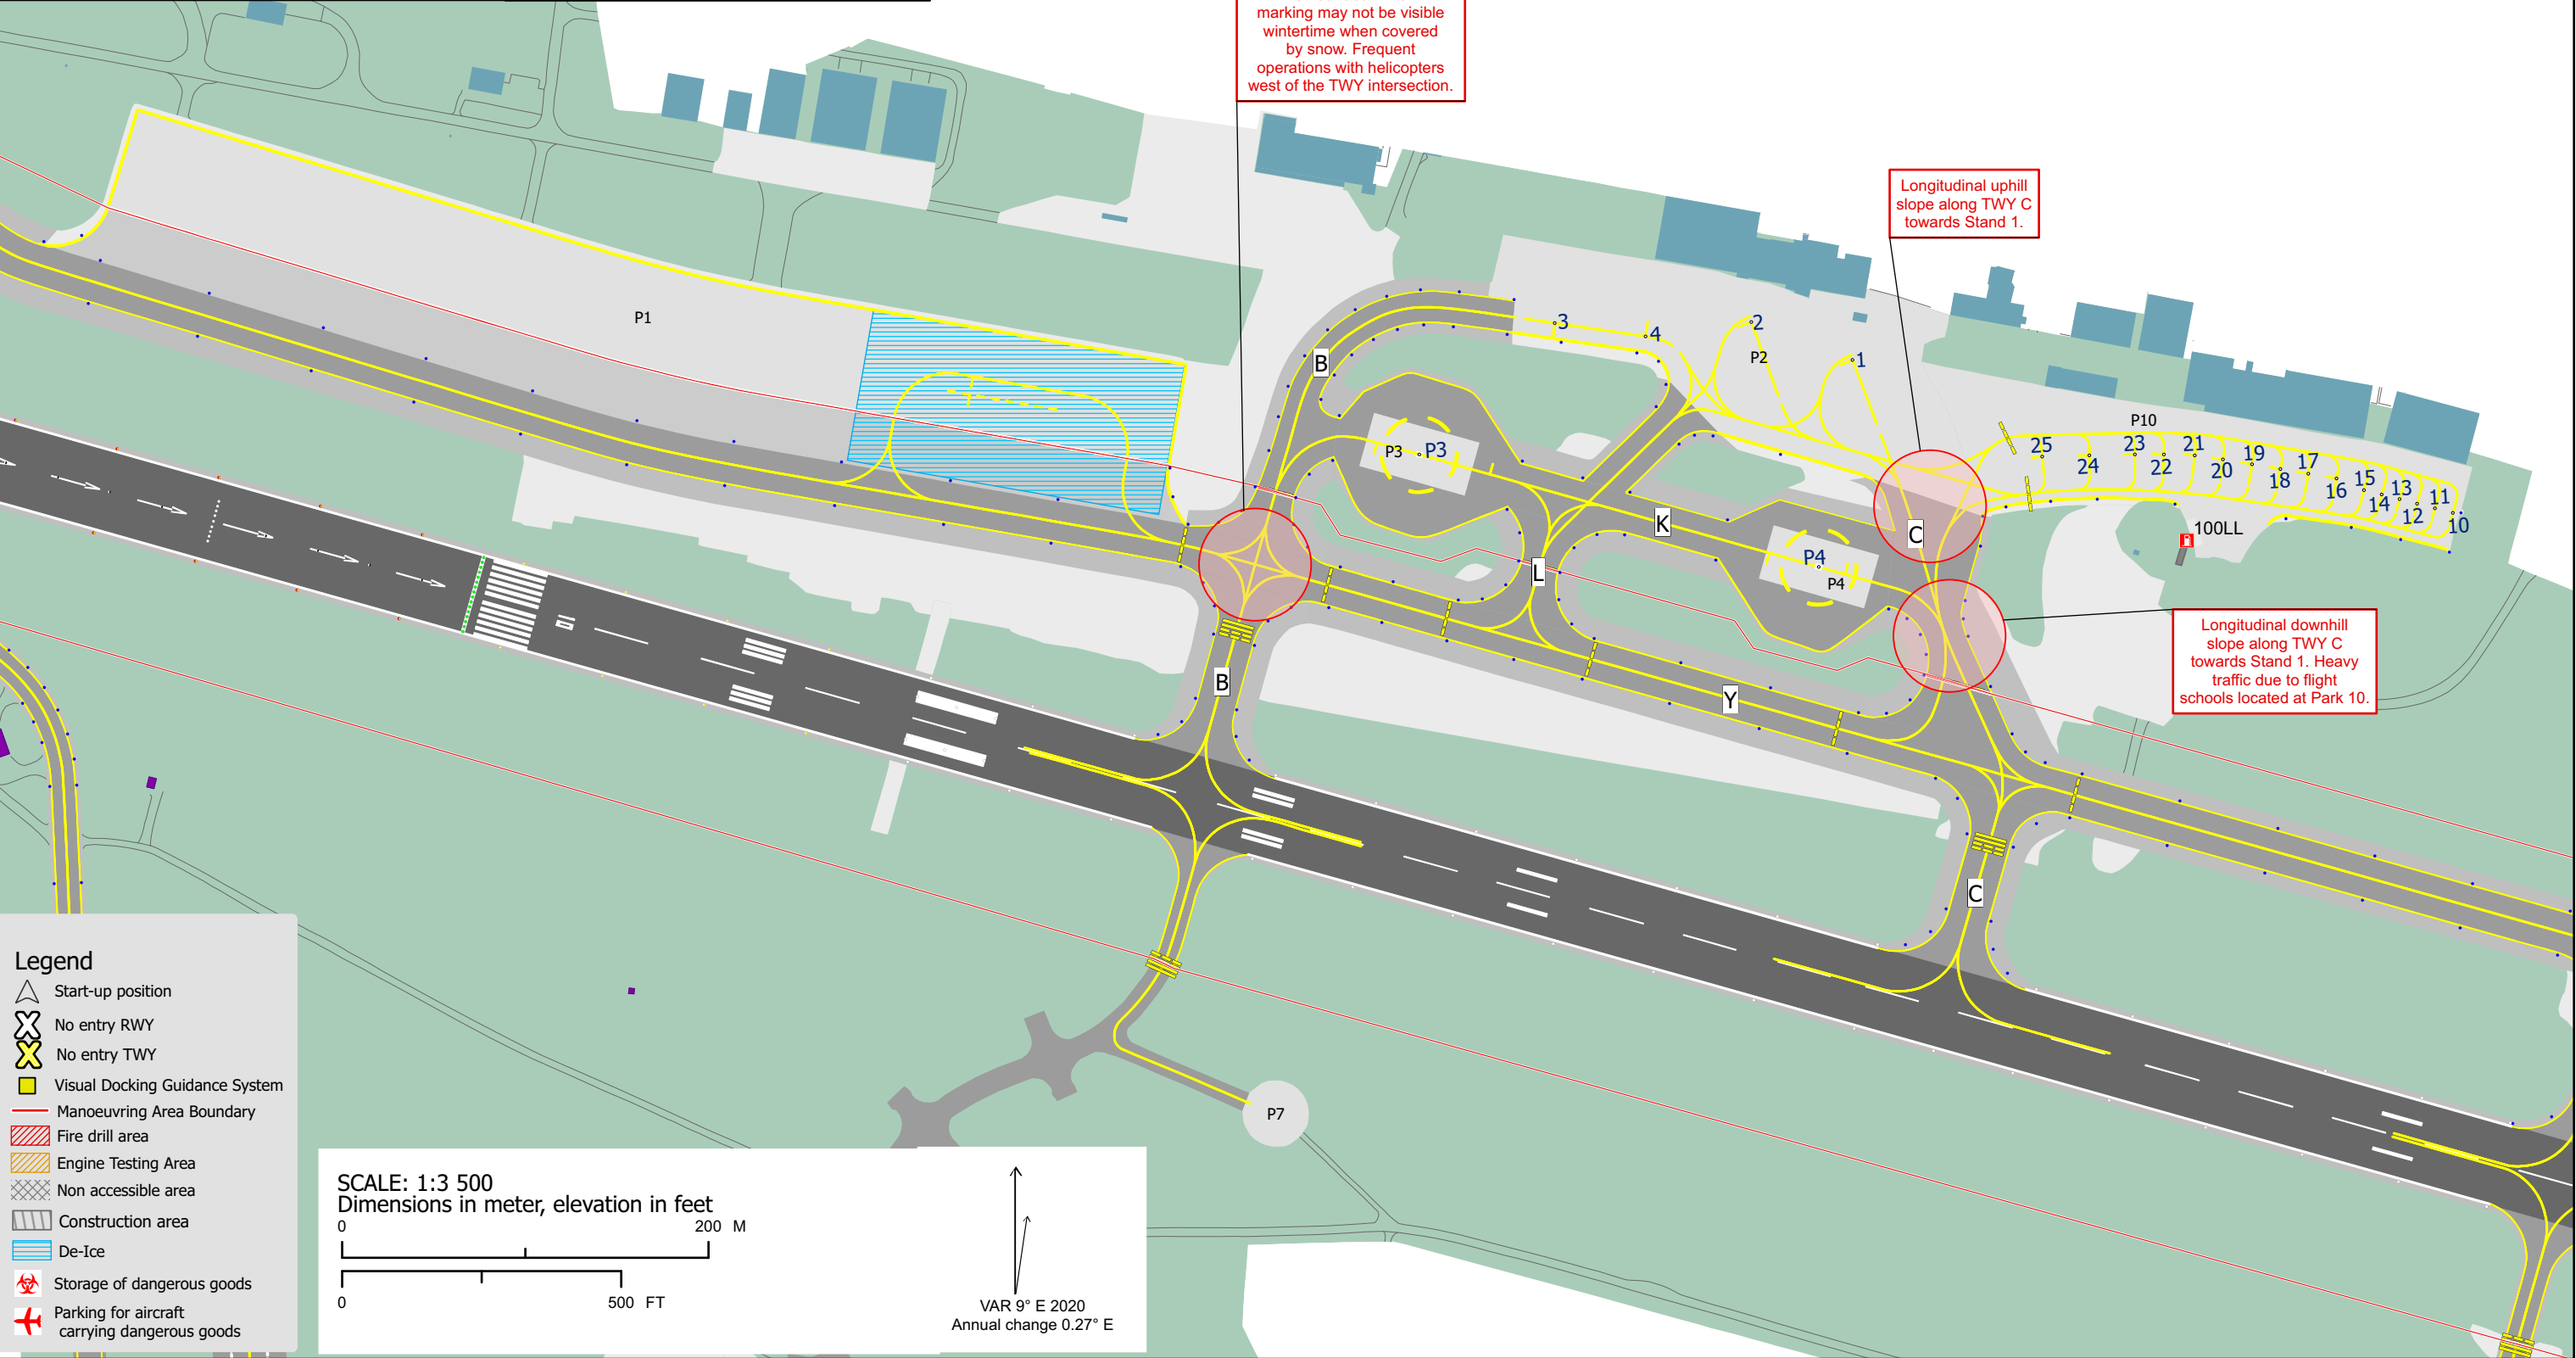 marking may not be visible
wintertime when covered
by snow. Frequent
operations with helicopters
west of the TWY intersection.
Longitudinal uphill
slope along TWY C
towards Stand 1.
P1
B
3
4
2
P2
1
P3
P3
K
L
P4
P4
C
P10
25
24
23
22
21
20
19
18
17
16
15
14
13
12
11
10
100LL
Longitudinal downhill
slope along TWY C
towards Stand 1. Heavy
traffic due to flight
schools located at Park 10.
B
Y
C
P7
Legend
Start-up position
No entry RWY
No entry TWY
Visual Docking Guidance System
Manoeuvring Area Boundary
Fire drill area
Engine Testing Area
Non accessible area
Construction area
De-Ice
Storage of dangerous goods
Parking for aircraft
carrying dangerous goods
SCALE: 1:3 500
Dimensions in meter, elevation in feet
0 200 M
0 500 FT
VAR 9° E 2020
Annual change 0.27° E